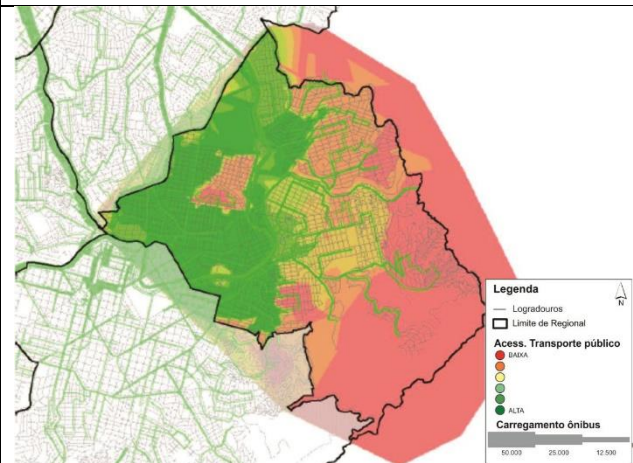 Legenda
N
Logradouros
Limite de Regional
Acess. Transporte público
BAIXA
ALTA
Carregamento ônibus
50.000 25.000 12.500